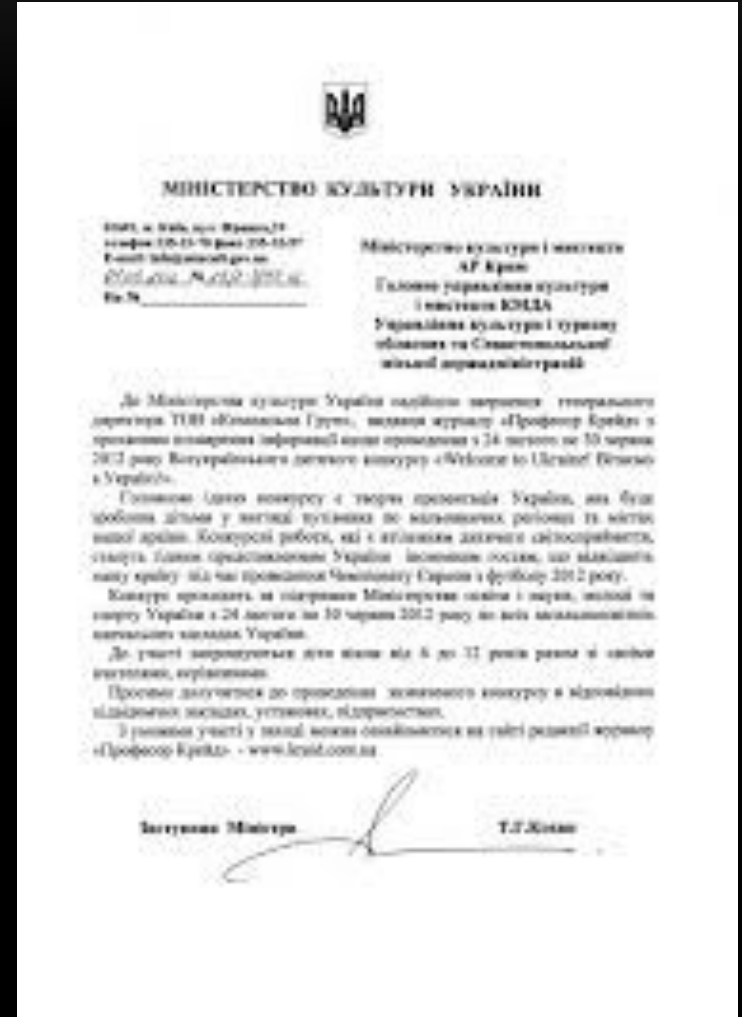 МІНІСТЕРСТВО КУЛЬТУРИ УКРАЇНИ
Міністерство культури і мистецтв
АР Крим
Головне управління культури
і мистецтв КМДА
Управління культури і туризму
обласних та Севастопольської
міської держадміністрацій
До Міністерства культури України надійшло звернення генерального
директора ТОВ Груп», видавця журналу «Професор Крейд» з
проханням поширення інформації щодо проведення з 24 лютого по 30 червня
2012 року Всеукраїнського дитячого конкурсу «Welcome to Ukraine! Вітаємо
в Україні!».
Головною ідеєю конкурсу є творча презентація України, яка буде
зроблена дітьми у вигляді путівника по мальовничих регіонах та містах
нашої країни. Конкурсні роботи, які є втіленням дитячого світосприйняття,
стануть гідним представленням України іноземним гостям, що відвідають
нашу країну під час проведення Чемпіонату Європи з футболу 2012 року.
Конкурс проходить за підтримки Міністерства освіти і науки, молоді та
спорту України з 24 лютого по 30 червня 2012 року по всіх загальноосвітніх
навчальних закладах України.
До участі запрошуються діти віком від 6 до 12 років разом зі своїми
вчителями, керівниками.
Просимо долучитися до проведення зазначеного конкурсу в відповідних
підвідомчих закладах, установах, підприємствах.
З умовами участі у заході можна ознайомитися на сайті редакції журналу
«Професор Крейд» -
Заступник Міністра